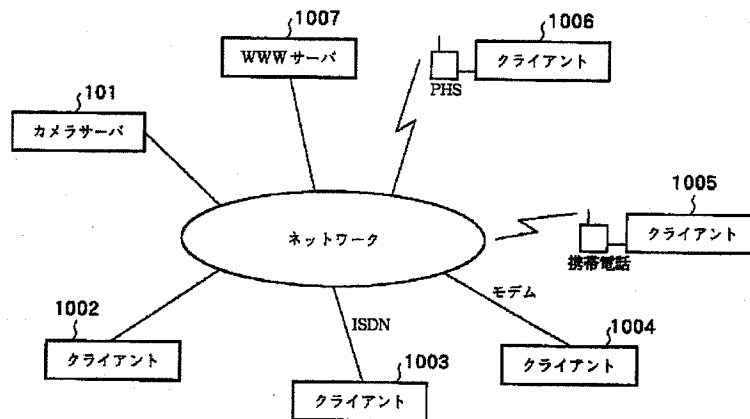 1007
WWWサーバ
1006
クライアント
PHS
101
カメラサーバ
1005
クライアント
携帯電話
ネットワーク
モデム
1002
クライアント
ISDN
1003
クライアント
1004
クライアント